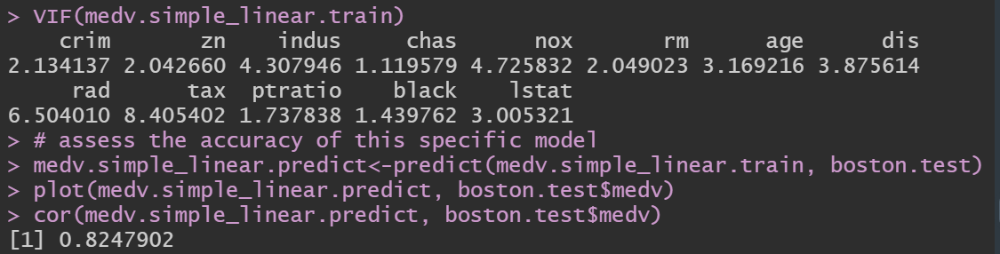 > VIF(medv.simple_linear.train)
    crim       zn    indus     chas      nox       rm      age      dis
2.134137 2.042660 4.307946 1.119579 4.725832 2.049023 3.169216 3.875614
     rad      tax  ptratio    black    lstat
6.504010 8.405402 1.737838 1.439762 3.005321
> # assess the accuracy of this specific model
> medv.simple_linear.predict<-predict(medv.simple_linear.train, boston.test)
> plot(medv.simple_linear.predict, boston.test$medv)
> cor(medv.simple_linear.predict, boston.test$medv)
[1] 0.8247902